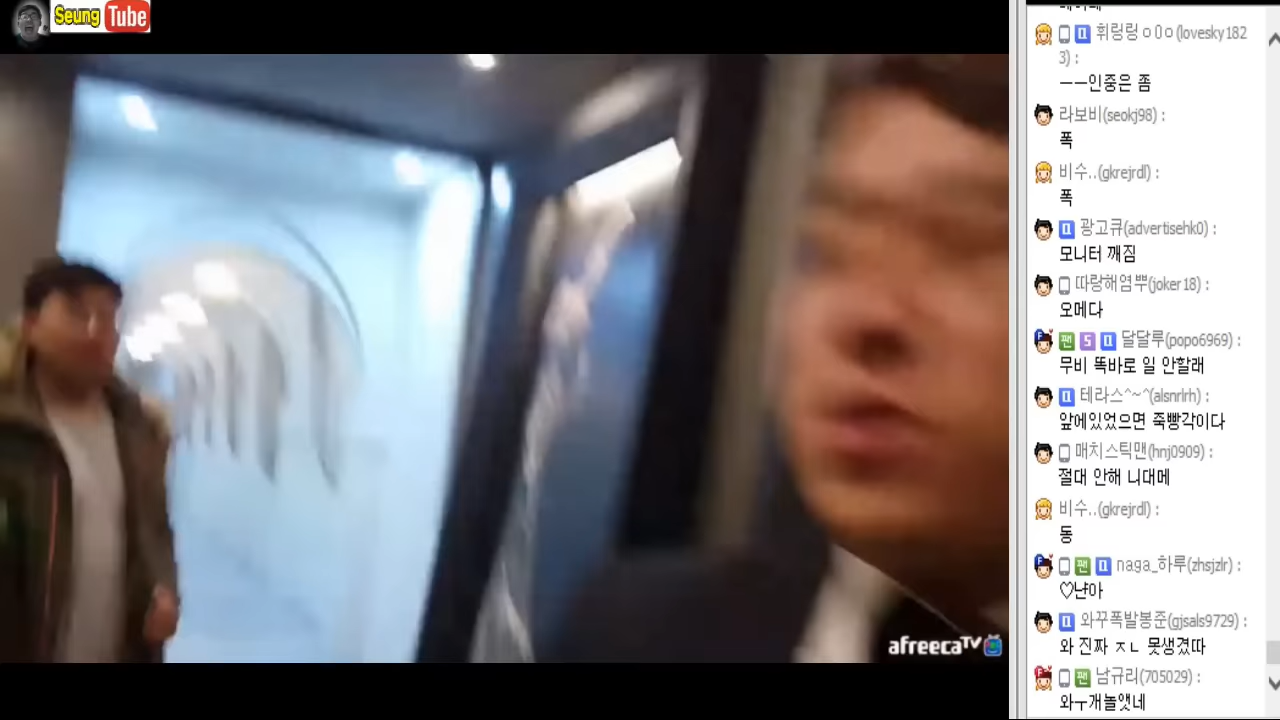 Seung Tube
휘링링ㅇ0ㅇ(lovesky182
3) :
ㅡㅡ인중은 좀
라보비(seokj98) :
폭
비수..(gkrejrdl) :
폭
광고큐(advertisehk0) :
모니터 깨짐
따랑해염뿌(joker18) :
오메다
팬 S 달달루(popo6969) :
무비 똑바로 일 안할래
테라스^~^(alsnrlrh) :
앞에있었으면 죽빵각이다
매치스틱맨(hnj0909) :
절대 안해 니대메
비수..(gkrejrdl) :
동
팬 naga_하루(zhsjzlr) :
♡냔아
와꾸폭발봉준(gjsals9729) :
와 진짜 ㅈㄴ 못생겼따
팬 남규리(705029) :
와ㅜ개놀앳네
afreecaTV